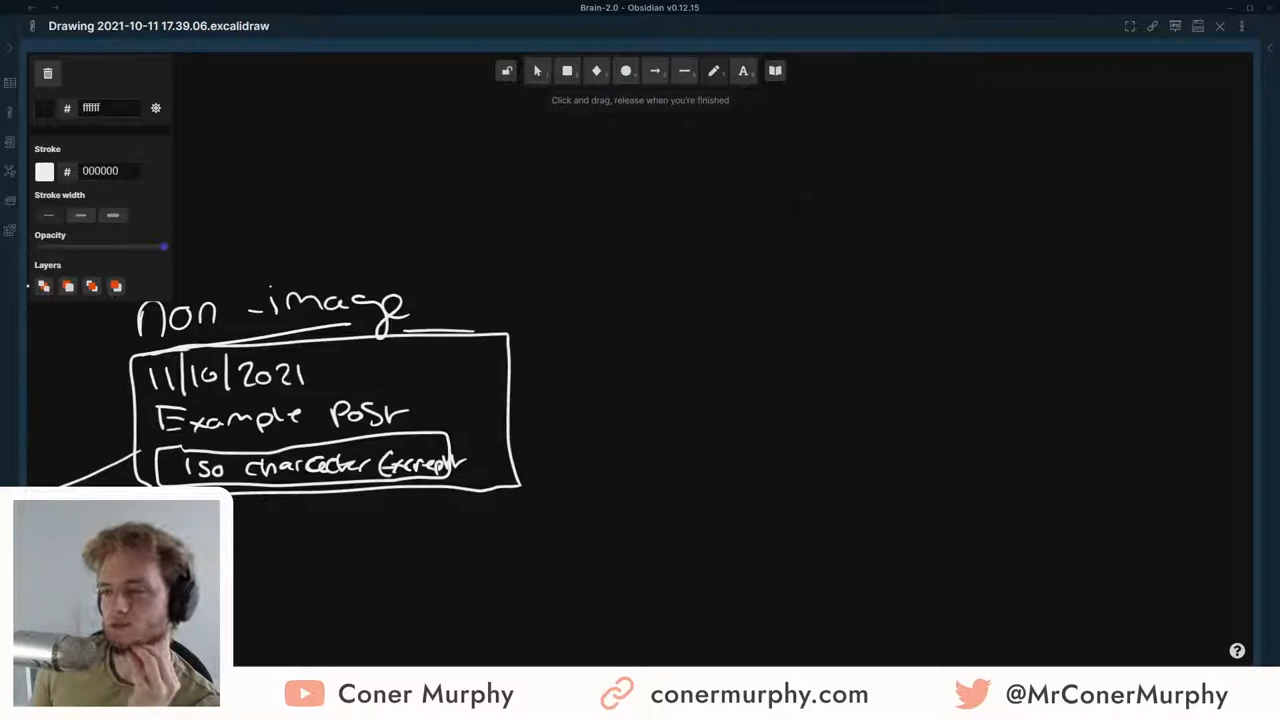 Brain-2.0 - Obsidian v0.12.15
Drawing 2021-10-11 17.39.06.excalidraw
# ffffff
Click and drag, release when you're finished
Stroke
# 000000
Stroke width
Opacity
Layers
non - image
11/10/2021
Example Post
150 character Excerpt
Coner Murphy
conermurphy.com
@MrConerMurphy